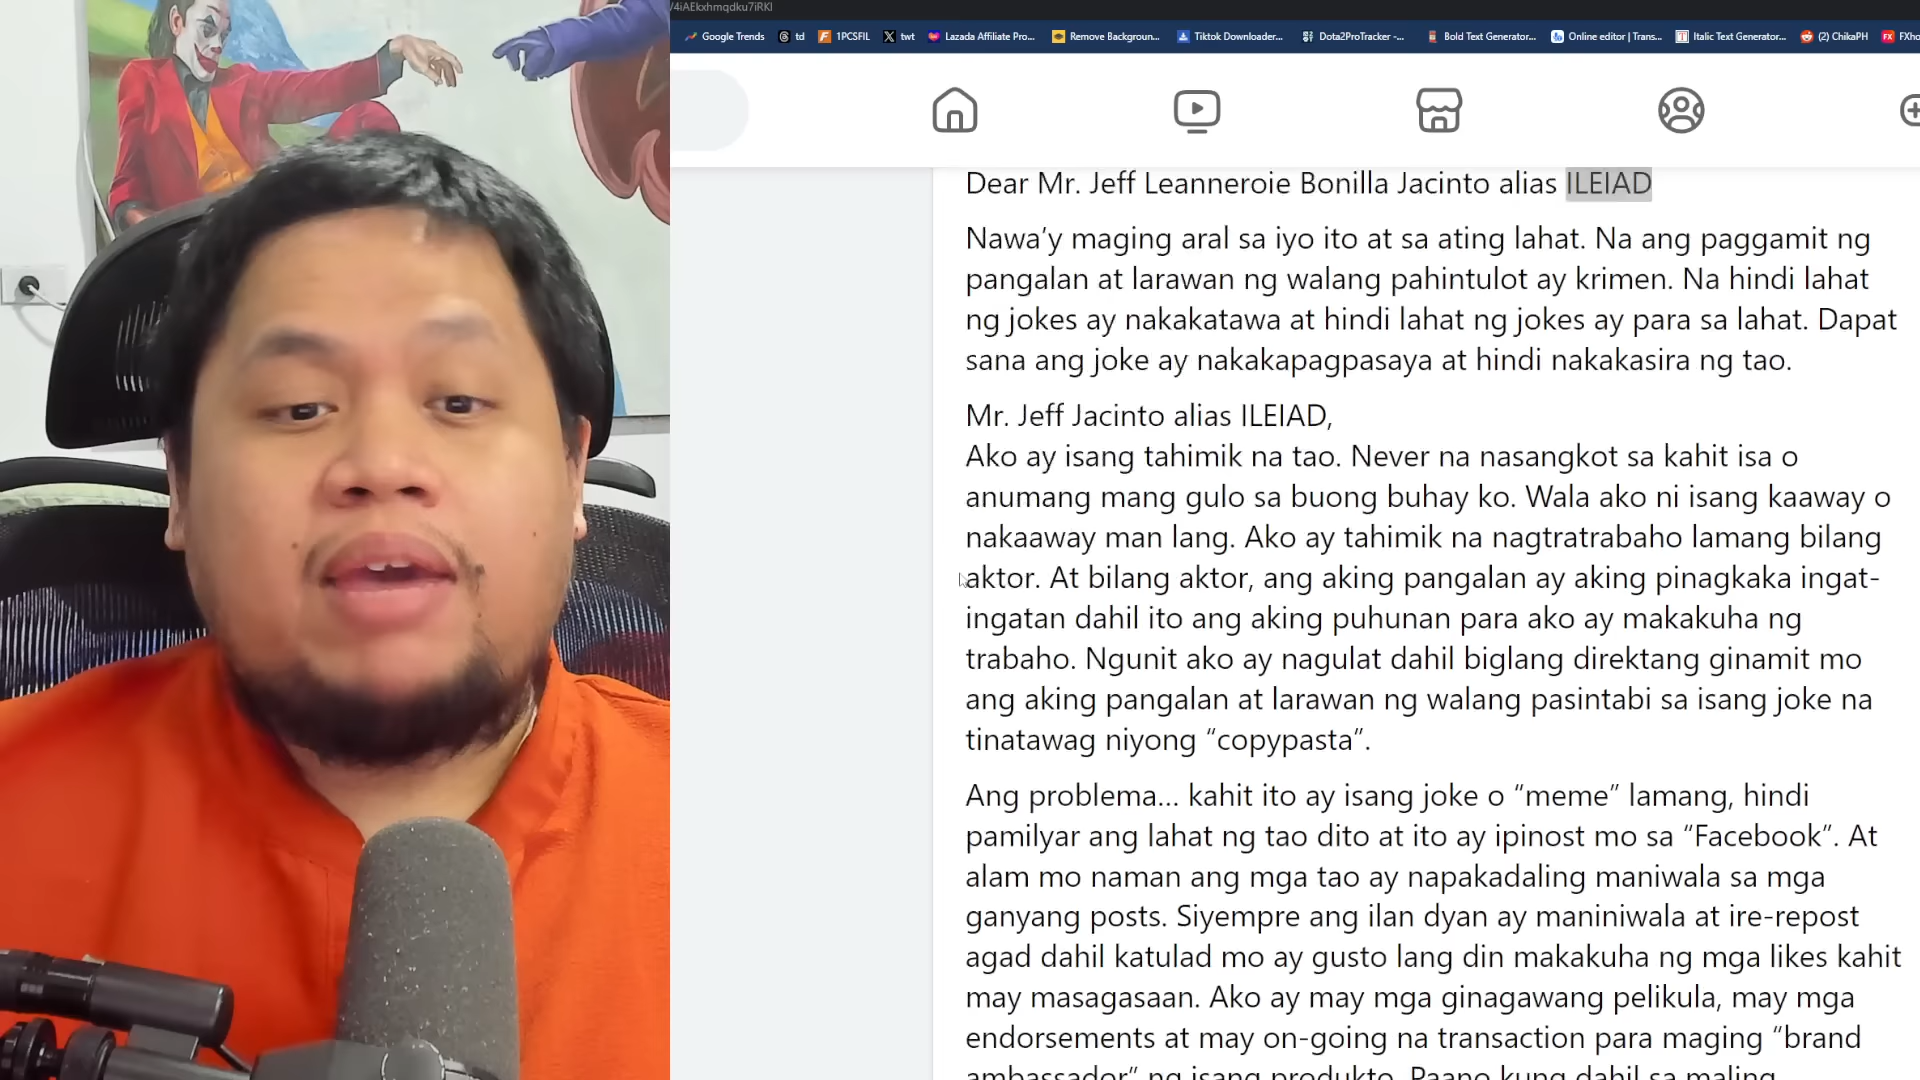 /4iAEkxhmqdku7iRKl
Google Trends td 1PCSFIL twt Lazada Affiliate Pro... Remove Backgroun... Tiktok Downloader... Dota2ProTracker -... Bold Text Generator... Online editor | Trans... Italic Text Generator... (2) ChikaPH FXho
Dear Mr. Jeff Leanneroie Bonilla Jacinto alias ILEIAD
Nawa’y maging aral sa iyo ito at sa ating lahat. Na ang paggamit ng
pangalan at larawan ng walang pahintulot ay krimen. Na hindi lahat
ng jokes ay nakakatawa at hindi lahat ng jokes ay para sa lahat. Dapat
sana ang joke ay nakakapagpasaya at hindi nakakasira ng tao.
Mr. Jeff Jacinto alias ILEIAD,
Ako ay isang tahimik na tao. Never na nasangkot sa kahit isa o
anumang mang gulo sa buong buhay ko. Wala ako ni isang kaaway o
nakaaway man lang. Ako ay tahimik na nagtratrabaho lamang bilang
aktor. At bilang aktor, ang aking pangalan ay aking pinagkaka ingat-
ingatan dahil ito ang aking puhunan para ako ay makakuha ng
trabaho. Ngunit ako ay nagulat dahil biglang direktang ginamit mo
ang aking pangalan at larawan ng walang pasintabi sa isang joke na
tinatawag niyong “copypasta”.
Ang problema... kahit ito ay isang joke o “meme” lamang, hindi
pamilyar ang lahat ng tao dito at ito ay ipinost mo sa “Facebook”. At
alam mo naman ang mga tao ay napakadaling maniwala sa mga
ganyang posts. Siyempre ang ilan dyan ay maniniwala at ire-repost
agad dahil katulad mo ay gusto lang din makakuha ng mga likes kahit
may masagasaan. Ako ay may mga ginagawang pelikula, may mga
endorsements at may on-going na transaction para maging “brand
ambassador” ng isang produkto. Paano kung dahil sa maling